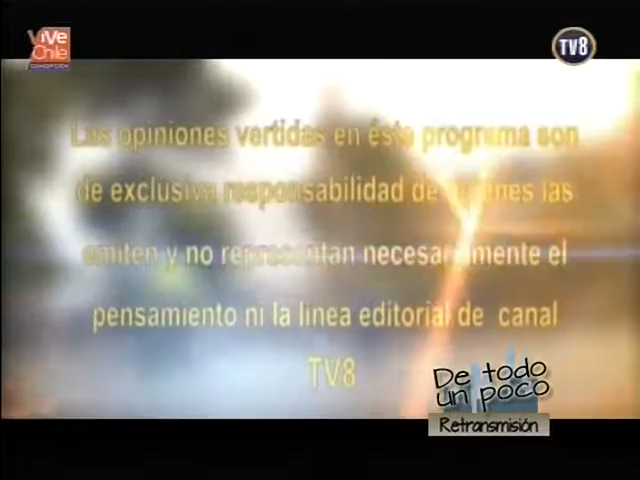 ViVe
Chile
CONCEPCIÓN
TV8
Las opiniones vertidas en éste programa son
de exclusiva responsabilidad de quienes las
emiten y no representan necesariamente el
pensamiento ni la linea editorial de canal
TV8
De todo
un poco
Retransmisión